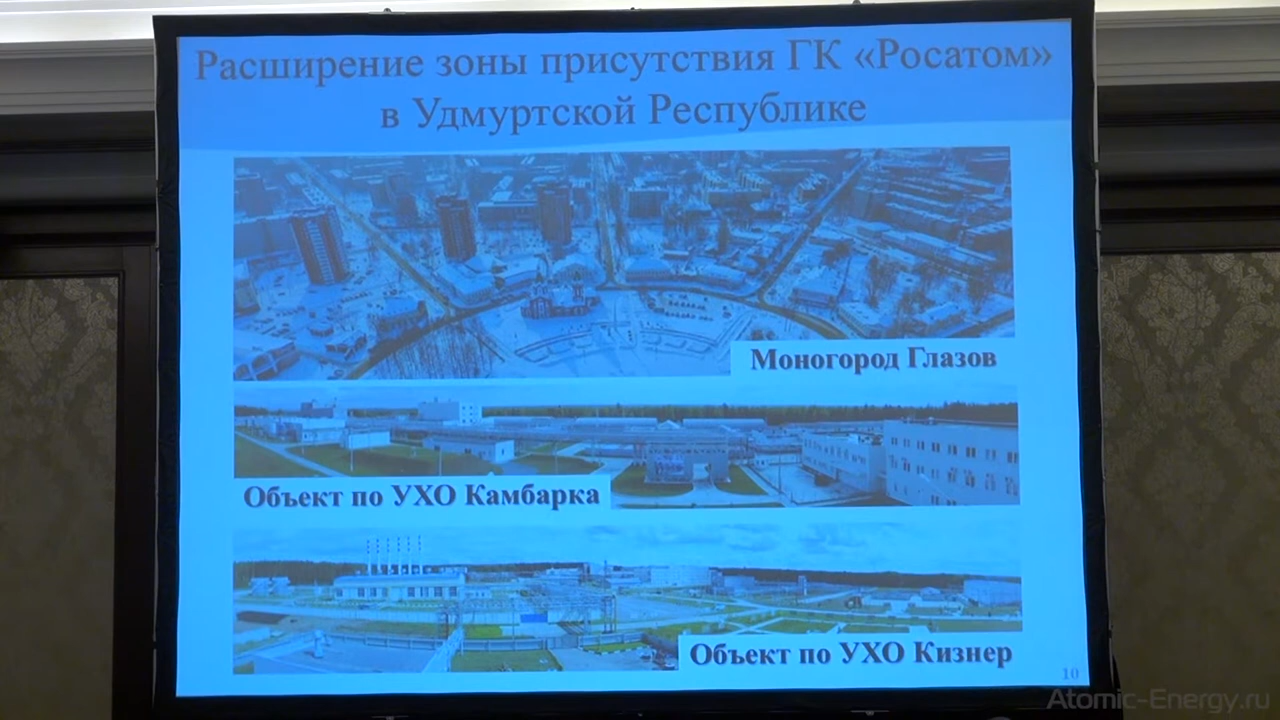 Расширение зоны присутствия ГК «Росатом»
в Удмуртской Республике
Моногород Глазов
Объект по УХО Камбарка
Объект по УХО Кизнер
10
Atomic-Energy.ru